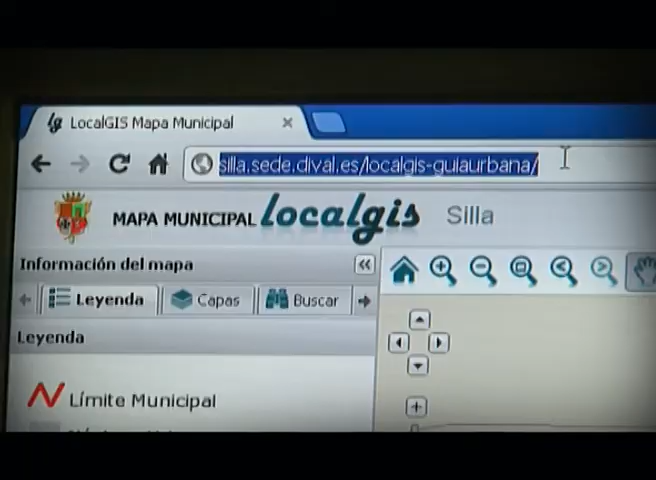 LocalGIS Mapa Municipal
silla.sede.dival.es/localgis-guiaurbana/
MAPA MUNICIPAL localgis Silla
Información del mapa
Leyenda Capas Buscar
Leyenda
Límite Municipal